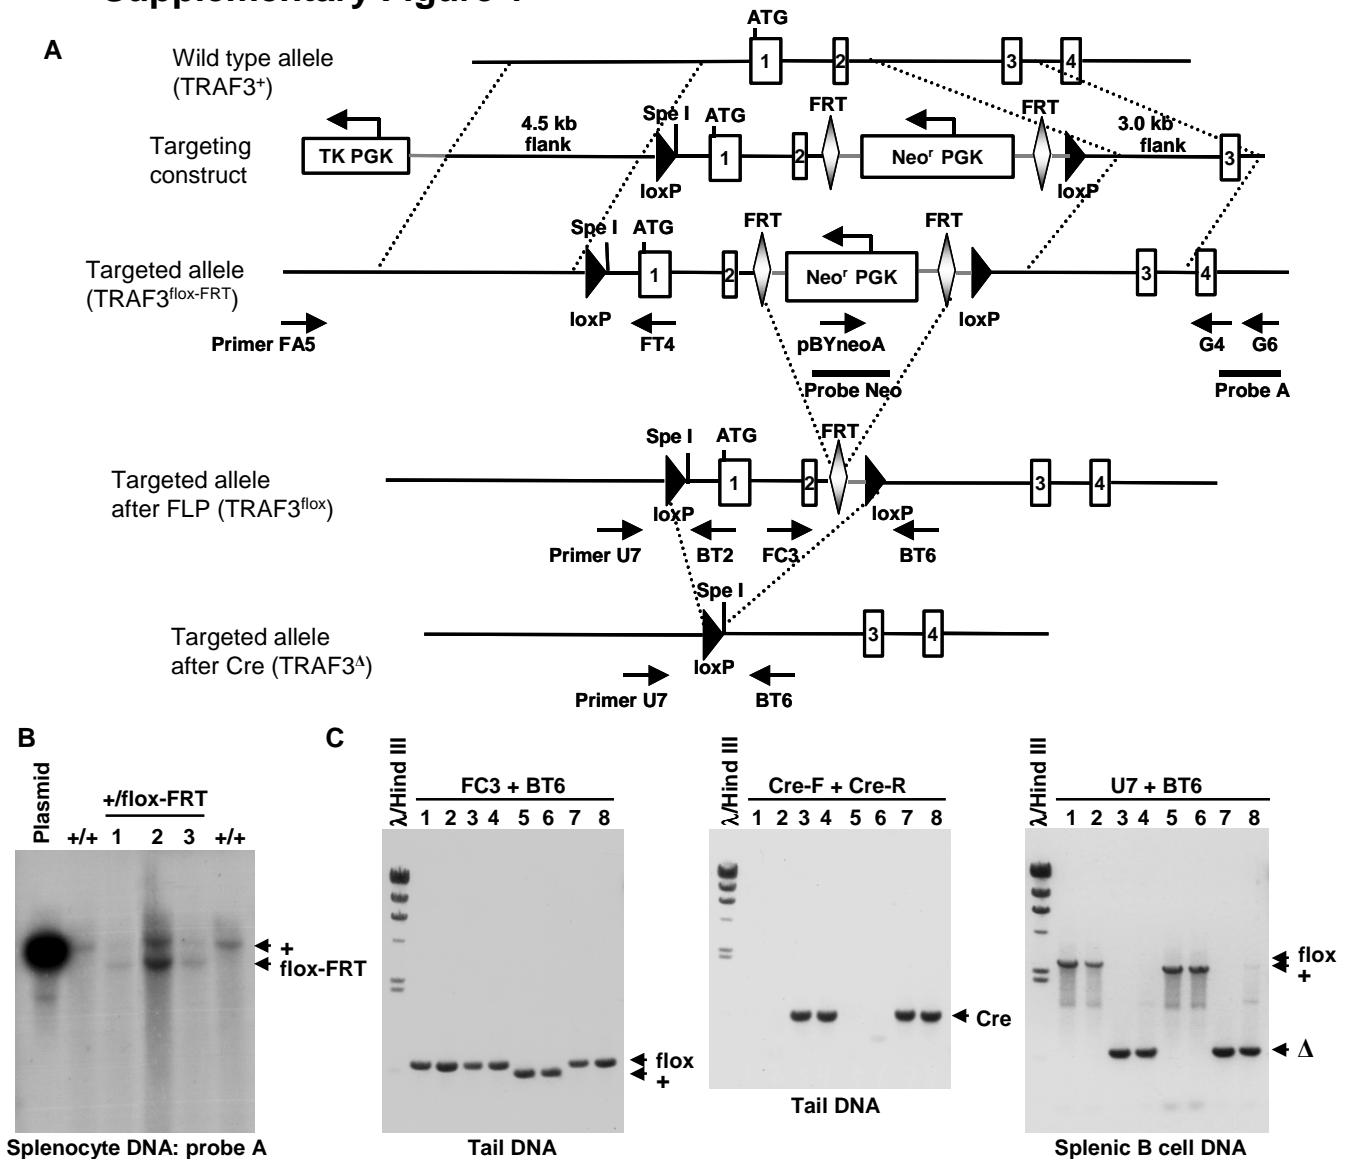 A
ATG
Wild type allele
(TRAF3+)
1 2 3 4
Targeting
construct
TK PGK
4.5 kb
flank
Spe I
ATG
FRT
FRT
3.0 kb
flank
1 2
Neor PGK
3
loxP
loxP
Targeted allele
(TRAF3flox-FRT)
Spe I
ATG
FRT
FRT
1 2
Neor PGK
3 4
loxP
loxP
Primer FA5
FT4
pBYneoA
G4
G6
Probe Neo
Probe A
Targeted allele
after FLP (TRAF3flox)
Spe I
ATG
FRT
1 2
3 4
loxP
loxP
Primer U7
BT2
FC3
BT6
Targeted allele
after Cre (TRAF3Δ)
Spe I
3 4
loxP
Primer U7
BT6
B
Plasmid
+/flox-FRT
+/+ 1 2 3 +/+
+
flox-FRT
Splenocyte DNA: probe A
C
λ/Hind III
FC3 + BT6
1 2 3 4 5 6 7 8
flox
+
Tail DNA
λ/Hind III
Cre-F + Cre-R
1 2 3 4 5 6 7 8
Cre
Tail DNA
λ/Hind III
U7 + BT6
1 2 3 4 5 6 7 8
flox
+
Δ
Splenic B cell DNA